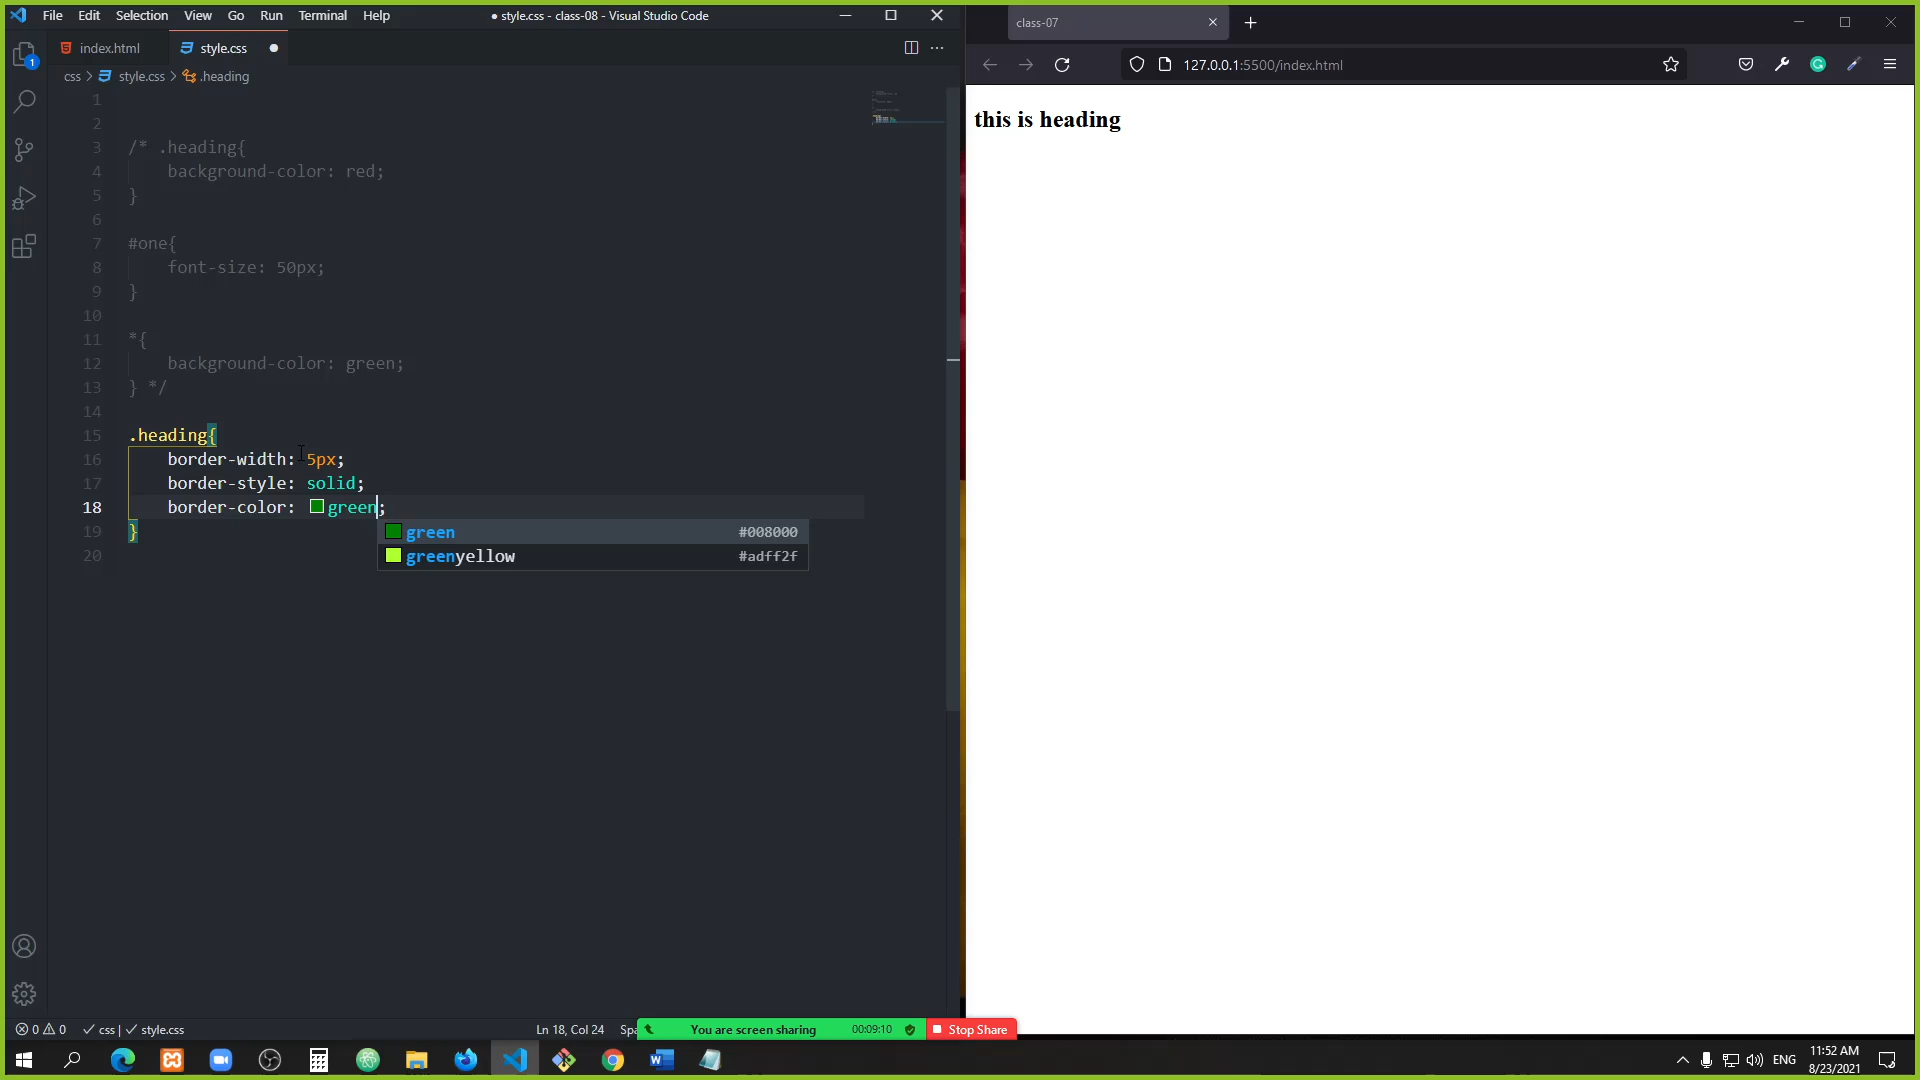 File Edit Selection View Go Run Terminal Help
● style.css - class-08 - Visual Studio Code
index.html
style.css
css > style.css > .heading
1
2
3 /* .heading{
4 background-color: red;
5 }
6
7 #one{
8 font-size: 50px;
9 }
10
11 *{
12 background-color: green;
13 } */
14
15 .heading{
16 border-width: 5px;
17 border-style: solid;
18 border-color: green;
19 }
20
green #008000
greenyellow #adff2f
1
0 0 css | style.css
Ln 18, Col 24 Spa
You are screen sharing 00:09:10 Stop Share
class-07
127.0.0.1:5500/index.html
this is heading
ENG
11:52 AM
8/23/2021